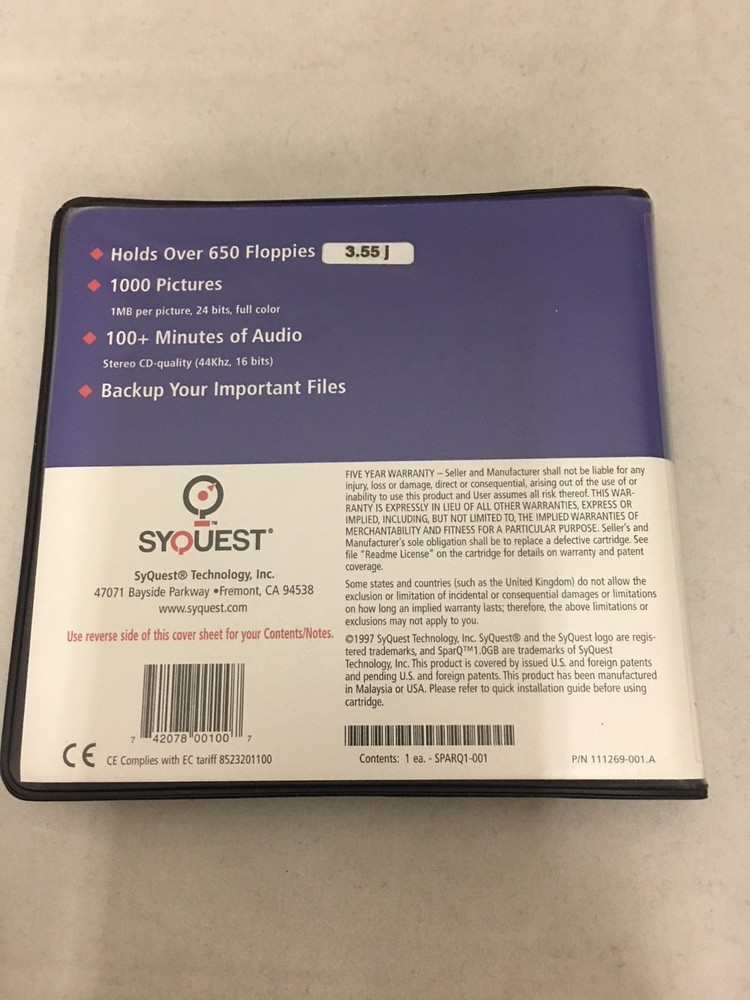 Holds Over 650 Floppies 3.55 j
1000 Pictures
1MB per picture, 24 bits, full color
100+ Minutes of Audio
Stereo CD-quality (44Khz, 16 bits)
Backup Your Important Files
SYQUEST®
™
SyQuest® Technology, Inc.
47071 Bayside Parkway •Fremont, CA 94538
www.syquest.com
Use reverse side of this cover sheet for your Contents/Notes.
7 42078 00100 7
CE CE Complies with EC tariff 8523201100
FIVE YEAR WARRANTY – Seller and Manufacturer shall not be liable for any
injury, loss or damage, direct or consequential, arising out of the use of or
inability to use this product and User assumes all risk thereof. THIS WAR-
RANTY IS EXPRESSLY IN LIEU OF ALL OTHER WARRANTIES, EXPRESS OR
IMPLIED, INCLUDING, BUT NOT LIMITED TO, THE IMPLIED WARRANTIES OF
MERCHANTABILITY AND FITNESS FOR A PARTICULAR PURPOSE. Seller's and
Manufacturer's sole obligation shall be to replace a defective cartridge. See
file "Readme License" on the cartridge for details on warranty and patent
coverage.
Some states and countries (such as the United Kingdom) do not allow the
exclusion or limitation of incidental or consequential damages or limitations
on how long an implied warranty lasts; therefore, the above limitations or
exclusions may not apply to you.
©1997 SyQuest Technology, Inc. SyQuest® and the SyQuest logo are regis-
tered trademarks, and SparQ™1.0GB are trademarks of SyQuest
Technology, Inc. This product is covered by issued U.S. and foreign patents
and pending U.S. and foreign patents. This product has been manufactured
in Malaysia or USA. Please refer to quick installation guide before using
cartridge.
Contents: 1 ea. - SPARQ1-001
P/N 111269-001.A